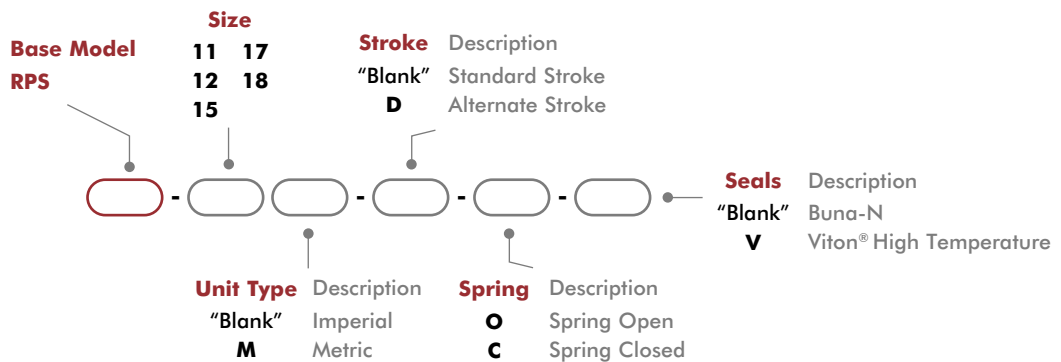 Size
Base Model
RPS
11 17
12 18
15
Stroke Description
“Blank” Standard Stroke
D Alternate Stroke
- - - -
Seals Description
“Blank” Buna-N
V Viton® High Temperature
Unit Type Description
“Blank” Imperial
M Metric
Spring Description
O Spring Open
C Spring Closed